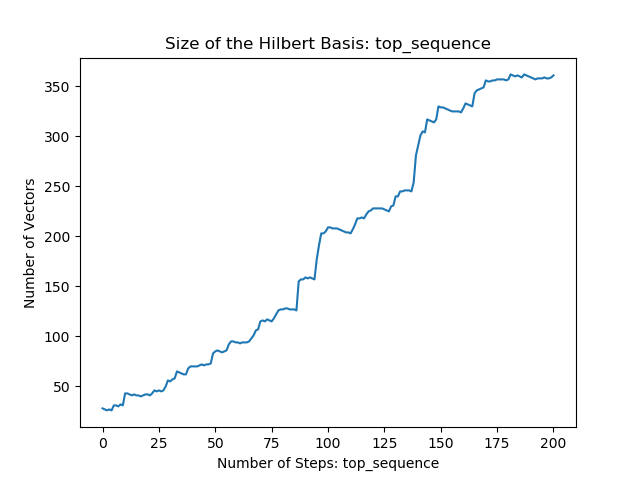 Size of the Hilbert Basis: top_sequence
Number of Vectors
350
300
250
200
150
100
50
0 25 50 75 100 125 150 175 200
Number of Steps: top_sequence